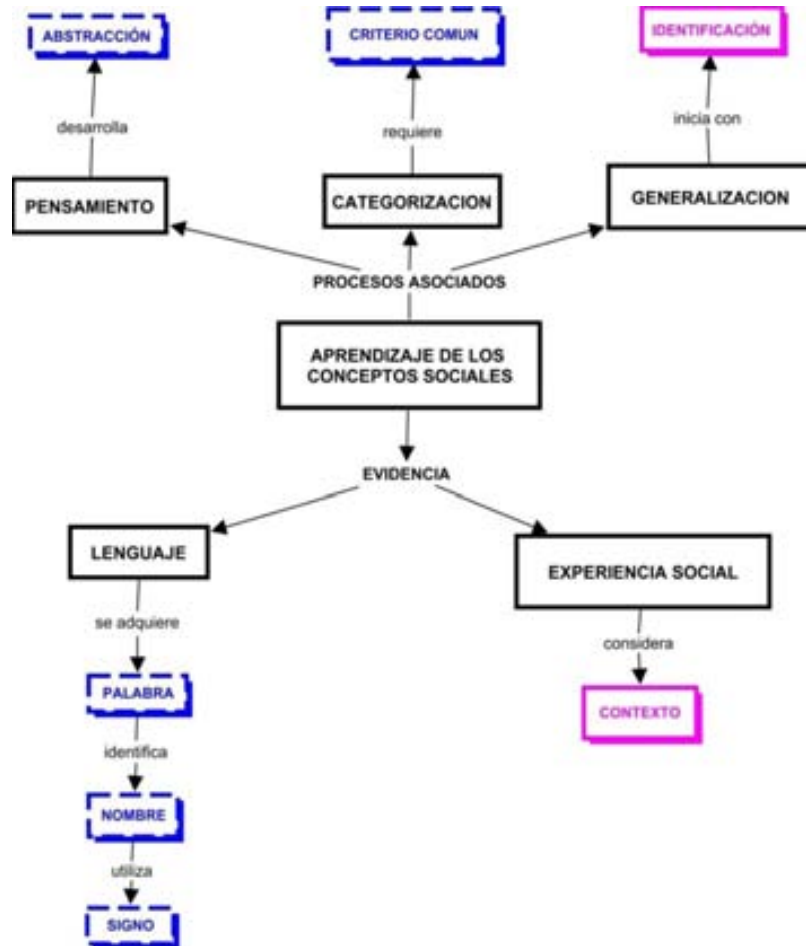 ABSTRACCIÓN
CRITERIO COMUN
IDENTIFICACIÓN
desarrolla
requiere
inicia con
PENSAMIENTO
CATEGORIZACION
GENERALIZACION
PROCESOS ASOCIADOS
APRENDIZAJE DE LOS
CONCEPTOS SOCIALES
EVIDENCIA
LENGUAJE
EXPERIENCIA SOCIAL
se adquiere
considera
PALABRA
CONTEXTO
identifica
NOMBRE
utiliza
SIGNO